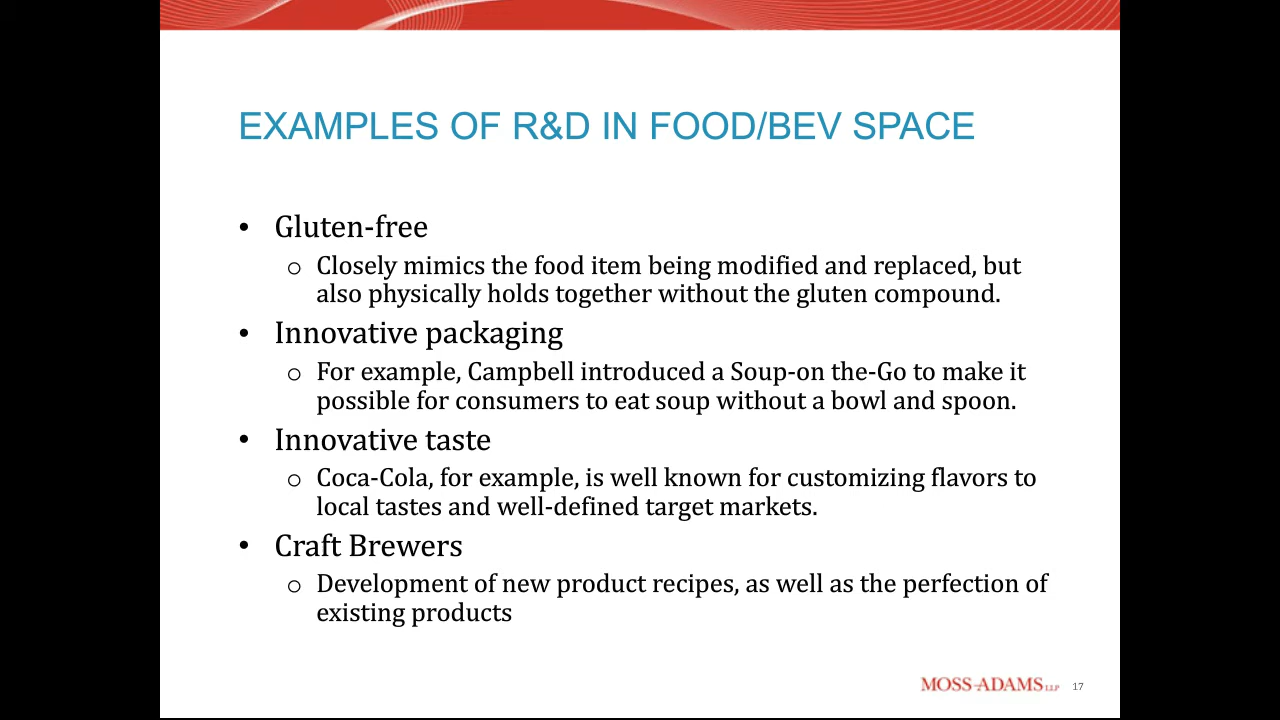 EXAMPLES OF R&D IN FOOD/BEV SPACE
• Gluten-free
o Closely mimics the food item being modified and replaced, but
also physically holds together without the gluten compound.
• Innovative packaging
o For example, Campbell introduced a Soup-on the-Go to make it
possible for consumers to eat soup without a bowl and spoon.
• Innovative taste
o Coca-Cola, for example, is well known for customizing flavors to
local tastes and well-defined target markets.
• Craft Brewers
o Development of new product recipes, as well as the perfection of
existing products
MOSS-ADAMS LLP 17